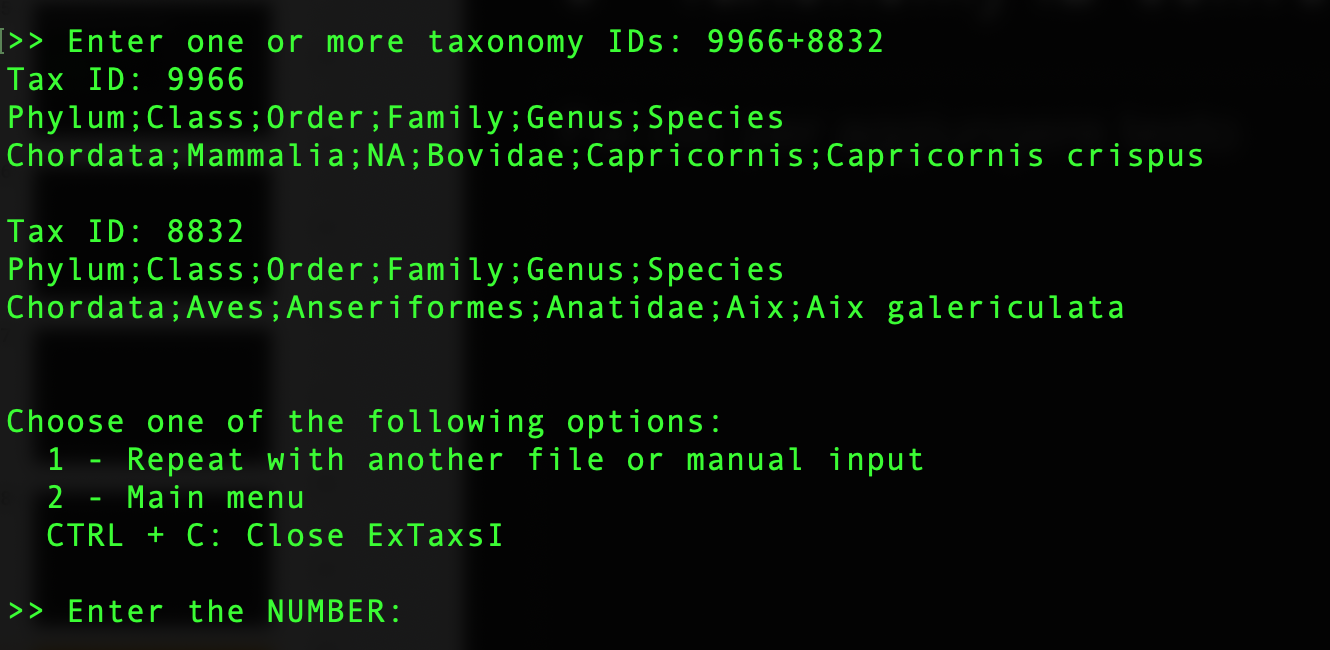 >> Enter one or more taxonomy IDs: 9966+8832
Tax ID: 9966
Phylum;Class;Order;Family;Genus;Species
Chordata;Mammalia;NA;Bovidae;Capricornis;Capricornis crispus
Tax ID: 8832
Phylum;Class;Order;Family;Genus;Species
Chordata;Aves;Anseriformes;Anatidae;Aix;Aix galericulata
Choose one of the following options:
1 - Repeat with another file or manual input
2 - Main menu
CTRL + C: Close ExTaxsI
>> Enter the NUMBER: